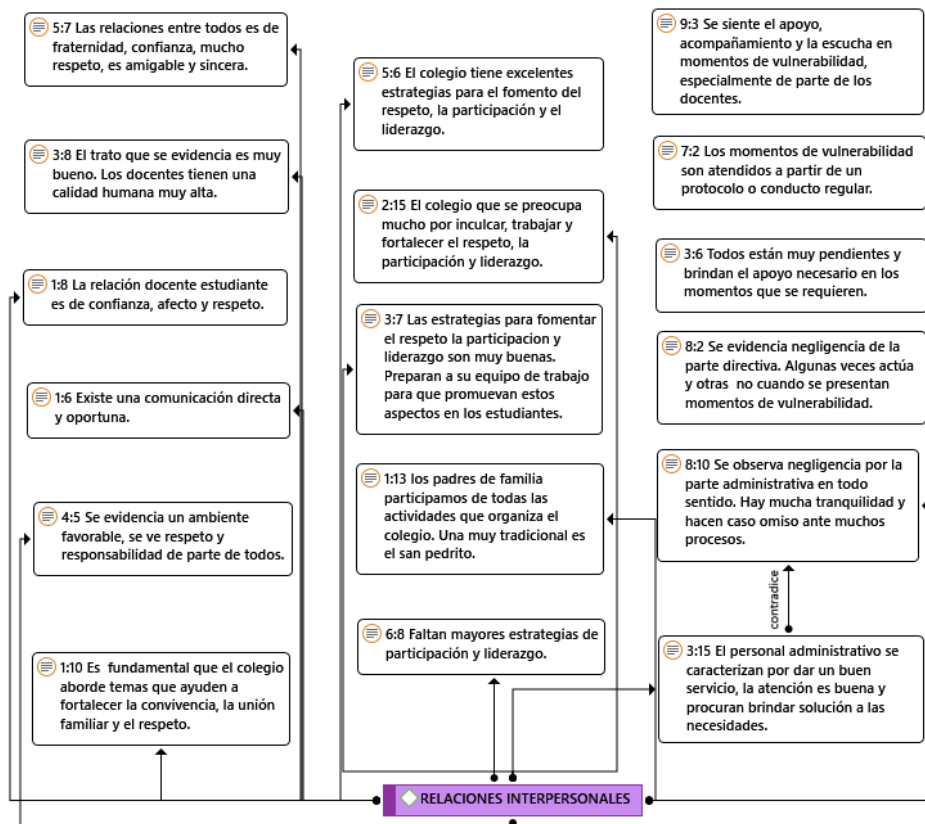 5:7 Las relaciones entre todos es de
fraternidad, confianza, mucho
respeto, es amigable y sincera.
3:8 El trato que se evidencia es muy
bueno. Los docentes tienen una
calidad humana muy alta.
1:8 La relación docente estudiante
es de confianza, afecto y respeto.
1:6 Existe una comunicación directa
y oportuna.
4:5 Se evidencia un ambiente
favorable, se ve respeto y
responsabilidad de parte de todos.
1:10 Es fundamental que el colegio
aborde temas que ayuden a
fortalecer la convivencia, la unión
familiar y el respeto.
5:6 El colegio tiene excelentes
estrategias para el fomento del
respeto, la participación y el
liderazgo.
2:15 El colegio que se preocupa
mucho por inculcar, trabajar y
fortalecer el respeto, la
participación y liderazgo.
3:7 Las estrategias para fomentar
el respeto la participacion y
liderazgo son muy buenas.
Preparan a su equipo de trabajo
para que promuevan estos
aspectos en los estudiantes.
1:13 los padres de familia
participamos de todas las
actividades que organiza el
colegio. Una muy tradicional es
el san pedrito.
6:8 Faltan mayores estrategias de
participación y liderazgo.
9:3 Se siente el apoyo,
acompañamiento y la escucha en
momentos de vulnerabilidad,
especialmente de parte de los
docentes.
7:2 Los momentos de vulnerabilidad
son atendidos a partir de un
protocolo o conducto regular.
3:6 Todos están muy pendientes y
brindan el apoyo necesario en los
momentos que se requieren.
8:2 Se evidencia negligencia de la
parte directiva. Algunas veces actúa
y otras no cuando se presentan
momentos de vulnerabilidad.
8:10 Se observa negligencia por la
parte administrativa en todo
sentido. Hay mucha tranquilidad y
hacen caso omiso ante muchos
procesos.
contradice
3:15 El personal administrativo se
caracterizan por dar un buen
servicio, la atención es buena y
procuran brindar solución a las
necesidades.
RELACIONES INTERPERSONALES